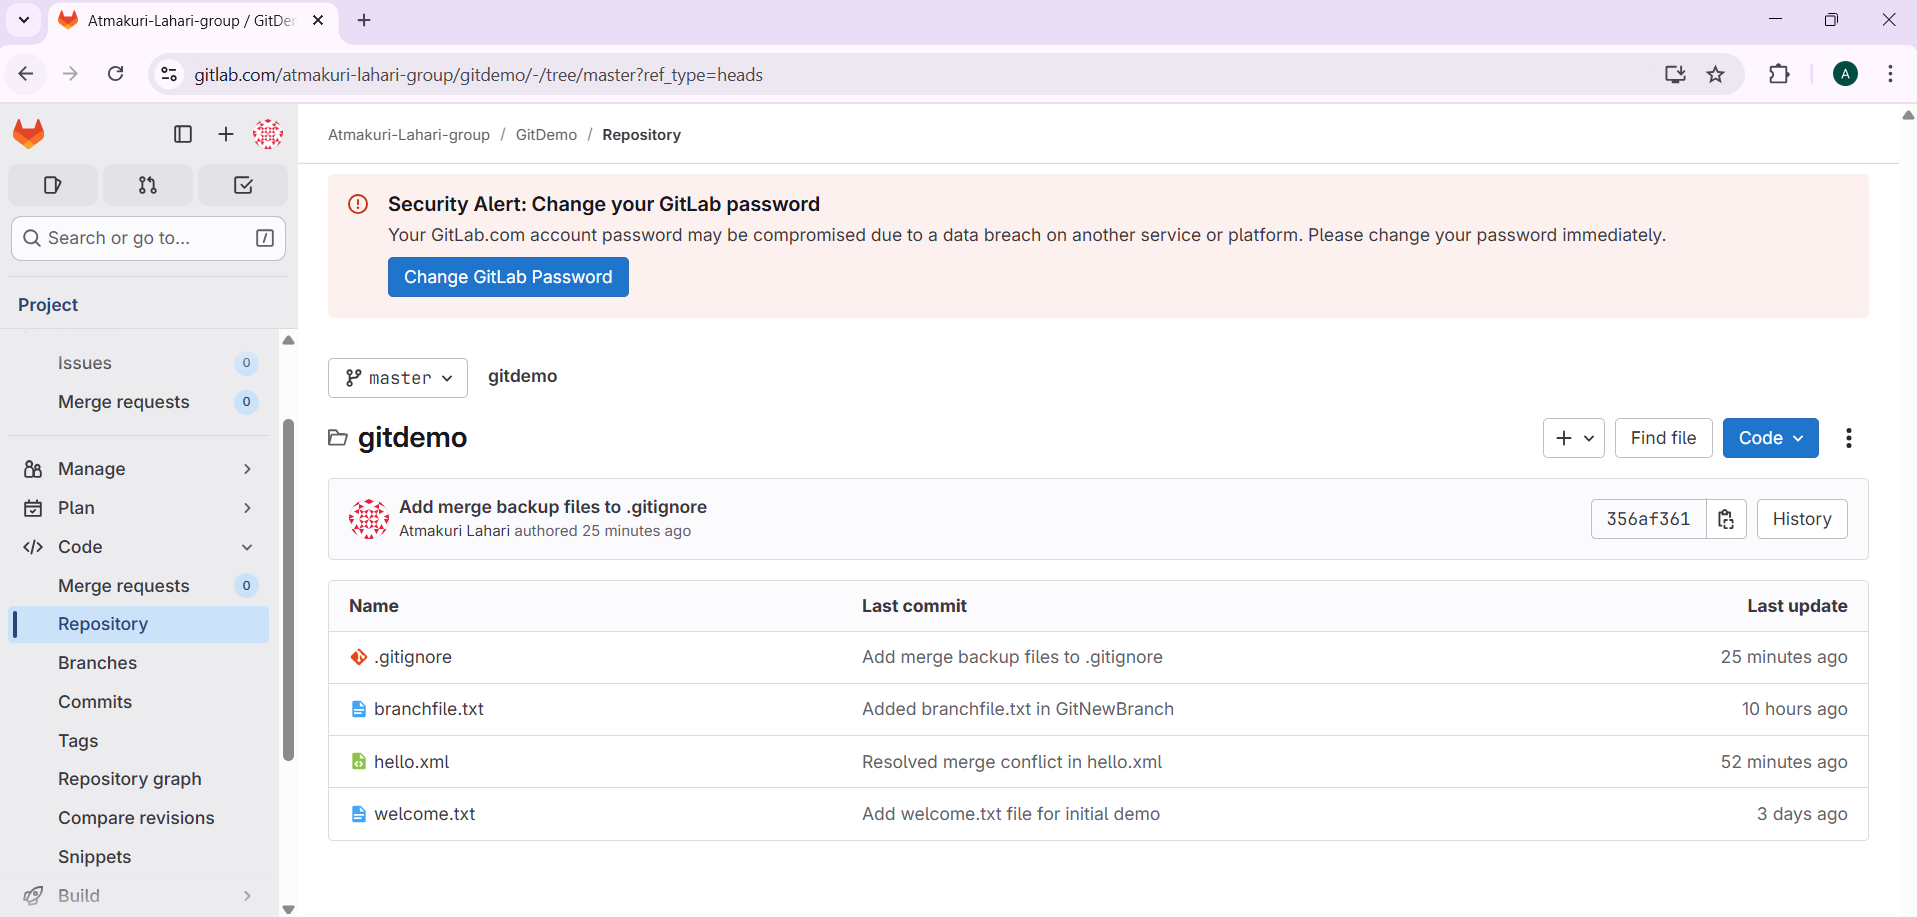 Atmakuri-Lahari-group / GitDe
gitlab.com/atmakuri-lahari-group/gitdemo/-/tree/master?ref_type=heads
A
Search or go to...
/
Project
Issues 0
Merge requests 0
Manage
Plan
Code
Merge requests 0
Repository
Branches
Commits
Tags
Repository graph
Compare revisions
Snippets
Build
Atmakuri-Lahari-group / GitDemo / Repository
Security Alert: Change your GitLab password
Your GitLab.com account password may be compromised due to a data breach on another service or platform. Please change your password immediately.
Change GitLab Password
master gitdemo
gitdemo
Find file
Code
Add merge backup files to .gitignore
Atmakuri Lahari authored 25 minutes ago
356af361
History
Name Last commit Last update
.gitignore Add merge backup files to .gitignore 25 minutes ago
branchfile.txt Added branchfile.txt in GitNewBranch 10 hours ago
hello.xml Resolved merge conflict in hello.xml 52 minutes ago
welcome.txt Add welcome.txt file for initial demo 3 days ago